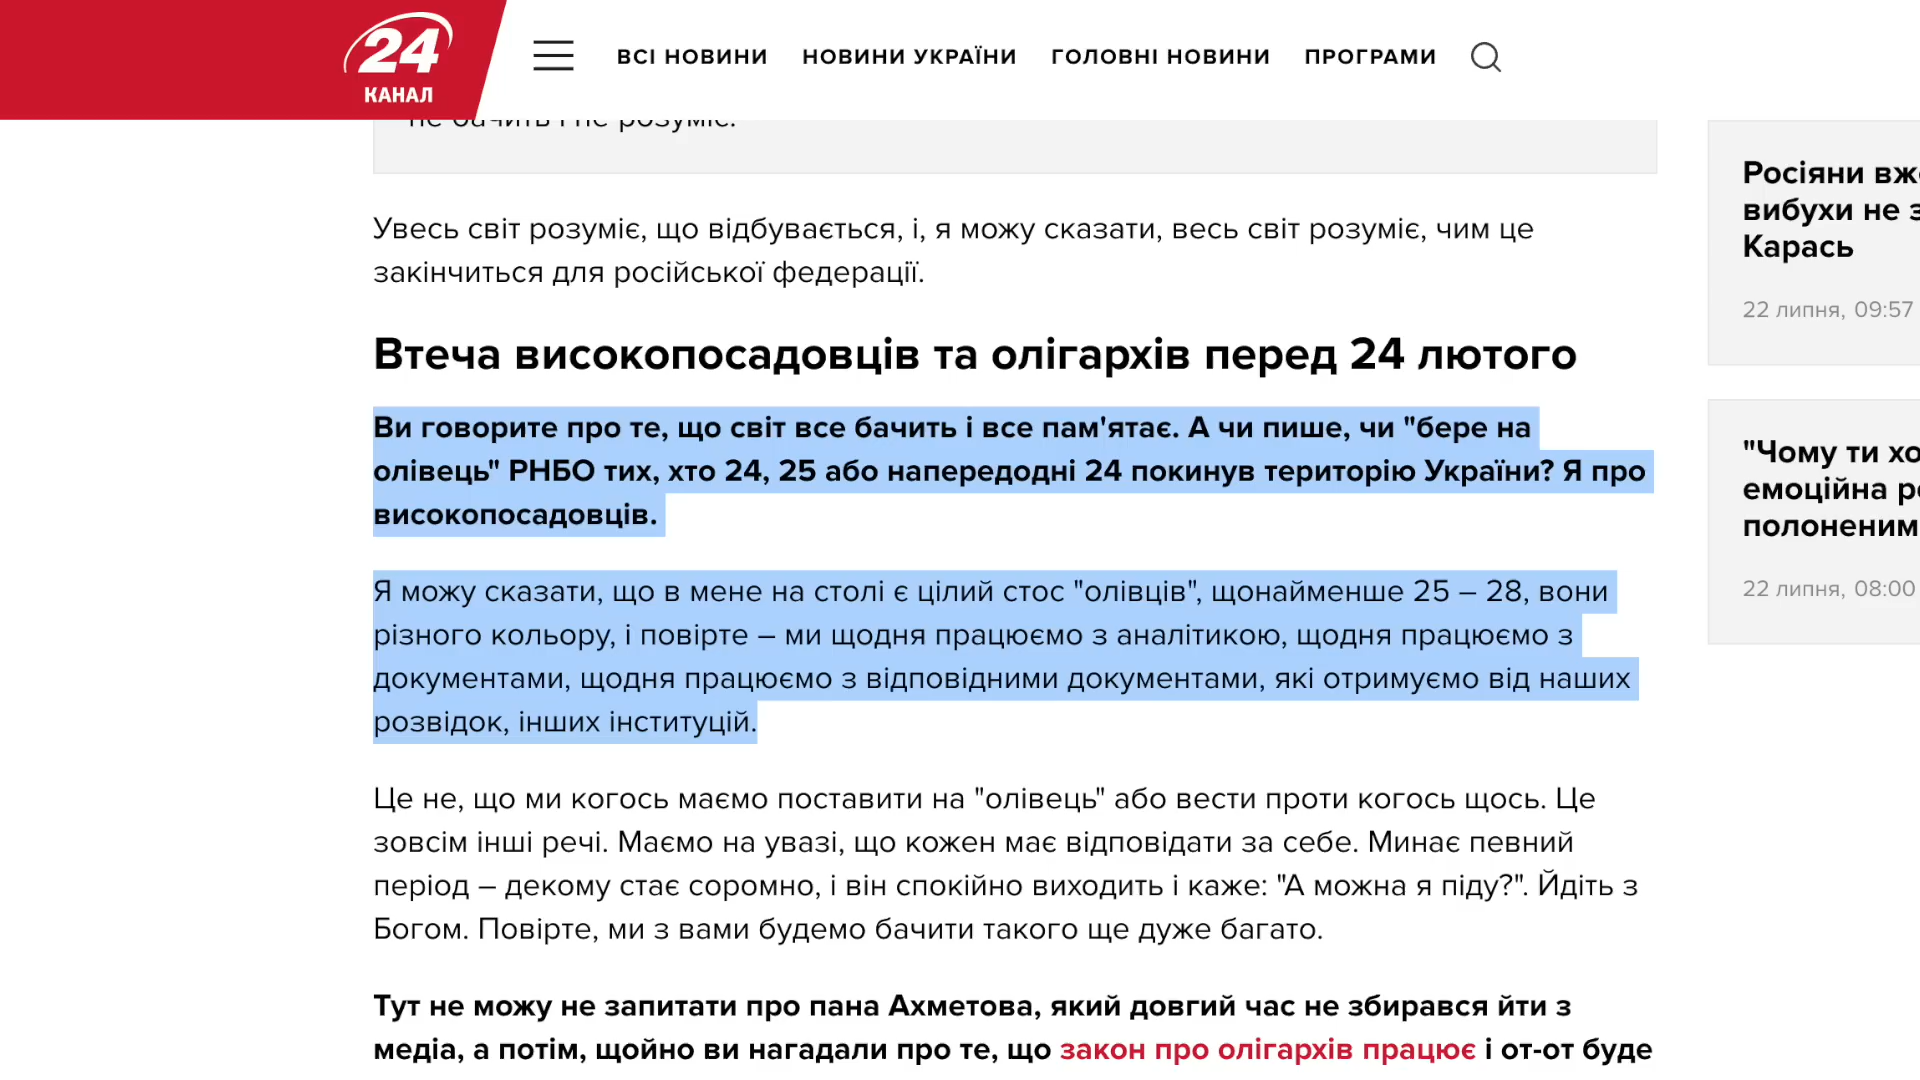 24
КАНАЛ
ВСІ НОВИНИ НОВИНИ УКРАЇНИ ГОЛОВНІ НОВИНИ ПРОГРАМИ
не бачить і не розуміє.
Увесь світ розуміє, що відбувається, і, я можу сказати, весь світ розуміє, чим це
закінчиться для російської федерації.
Втеча високопосадовців та олігархів перед 24 лютого
Ви говорите про те, що світ все бачить і все пам'ятає. А чи пише, чи "бере на
олівець" РНБО тих, хто 24, 25 або напередодні 24 покинув територію України? Я про
високопосадовців.
Я можу сказати, що в мене на столі є цілий стос "олівців", щонайменше 25 – 28, вони
різного кольору, і повірте – ми щодня працюємо з аналітикою, щодня працюємо з
документами, щодня працюємо з відповідними документами, які отримуємо від наших
розвідок, інших інституцій.
Це не, що ми когось маємо поставити на "олівець" або вести проти когось щось. Це
зовсім інші речі. Маємо на увазі, що кожен має відповідати за себе. Минає певний
період – декому стає соромно, і він спокійно виходить і каже: "А можна я піду?". Йдіть з
Богом. Повірте, ми з вами будемо бачити такого ще дуже багато.
Тут не можу не запитати про пана Ахметова, який довгий час не збирався йти з
медіа, а потім, щойно ви нагадали про те, що закон про олігархів працює і от-от буде
Росіяни
вибухи не
Карась
22 липня, 09:57
"Чому ти
емоційна
полоненим
22 липня, 08:00